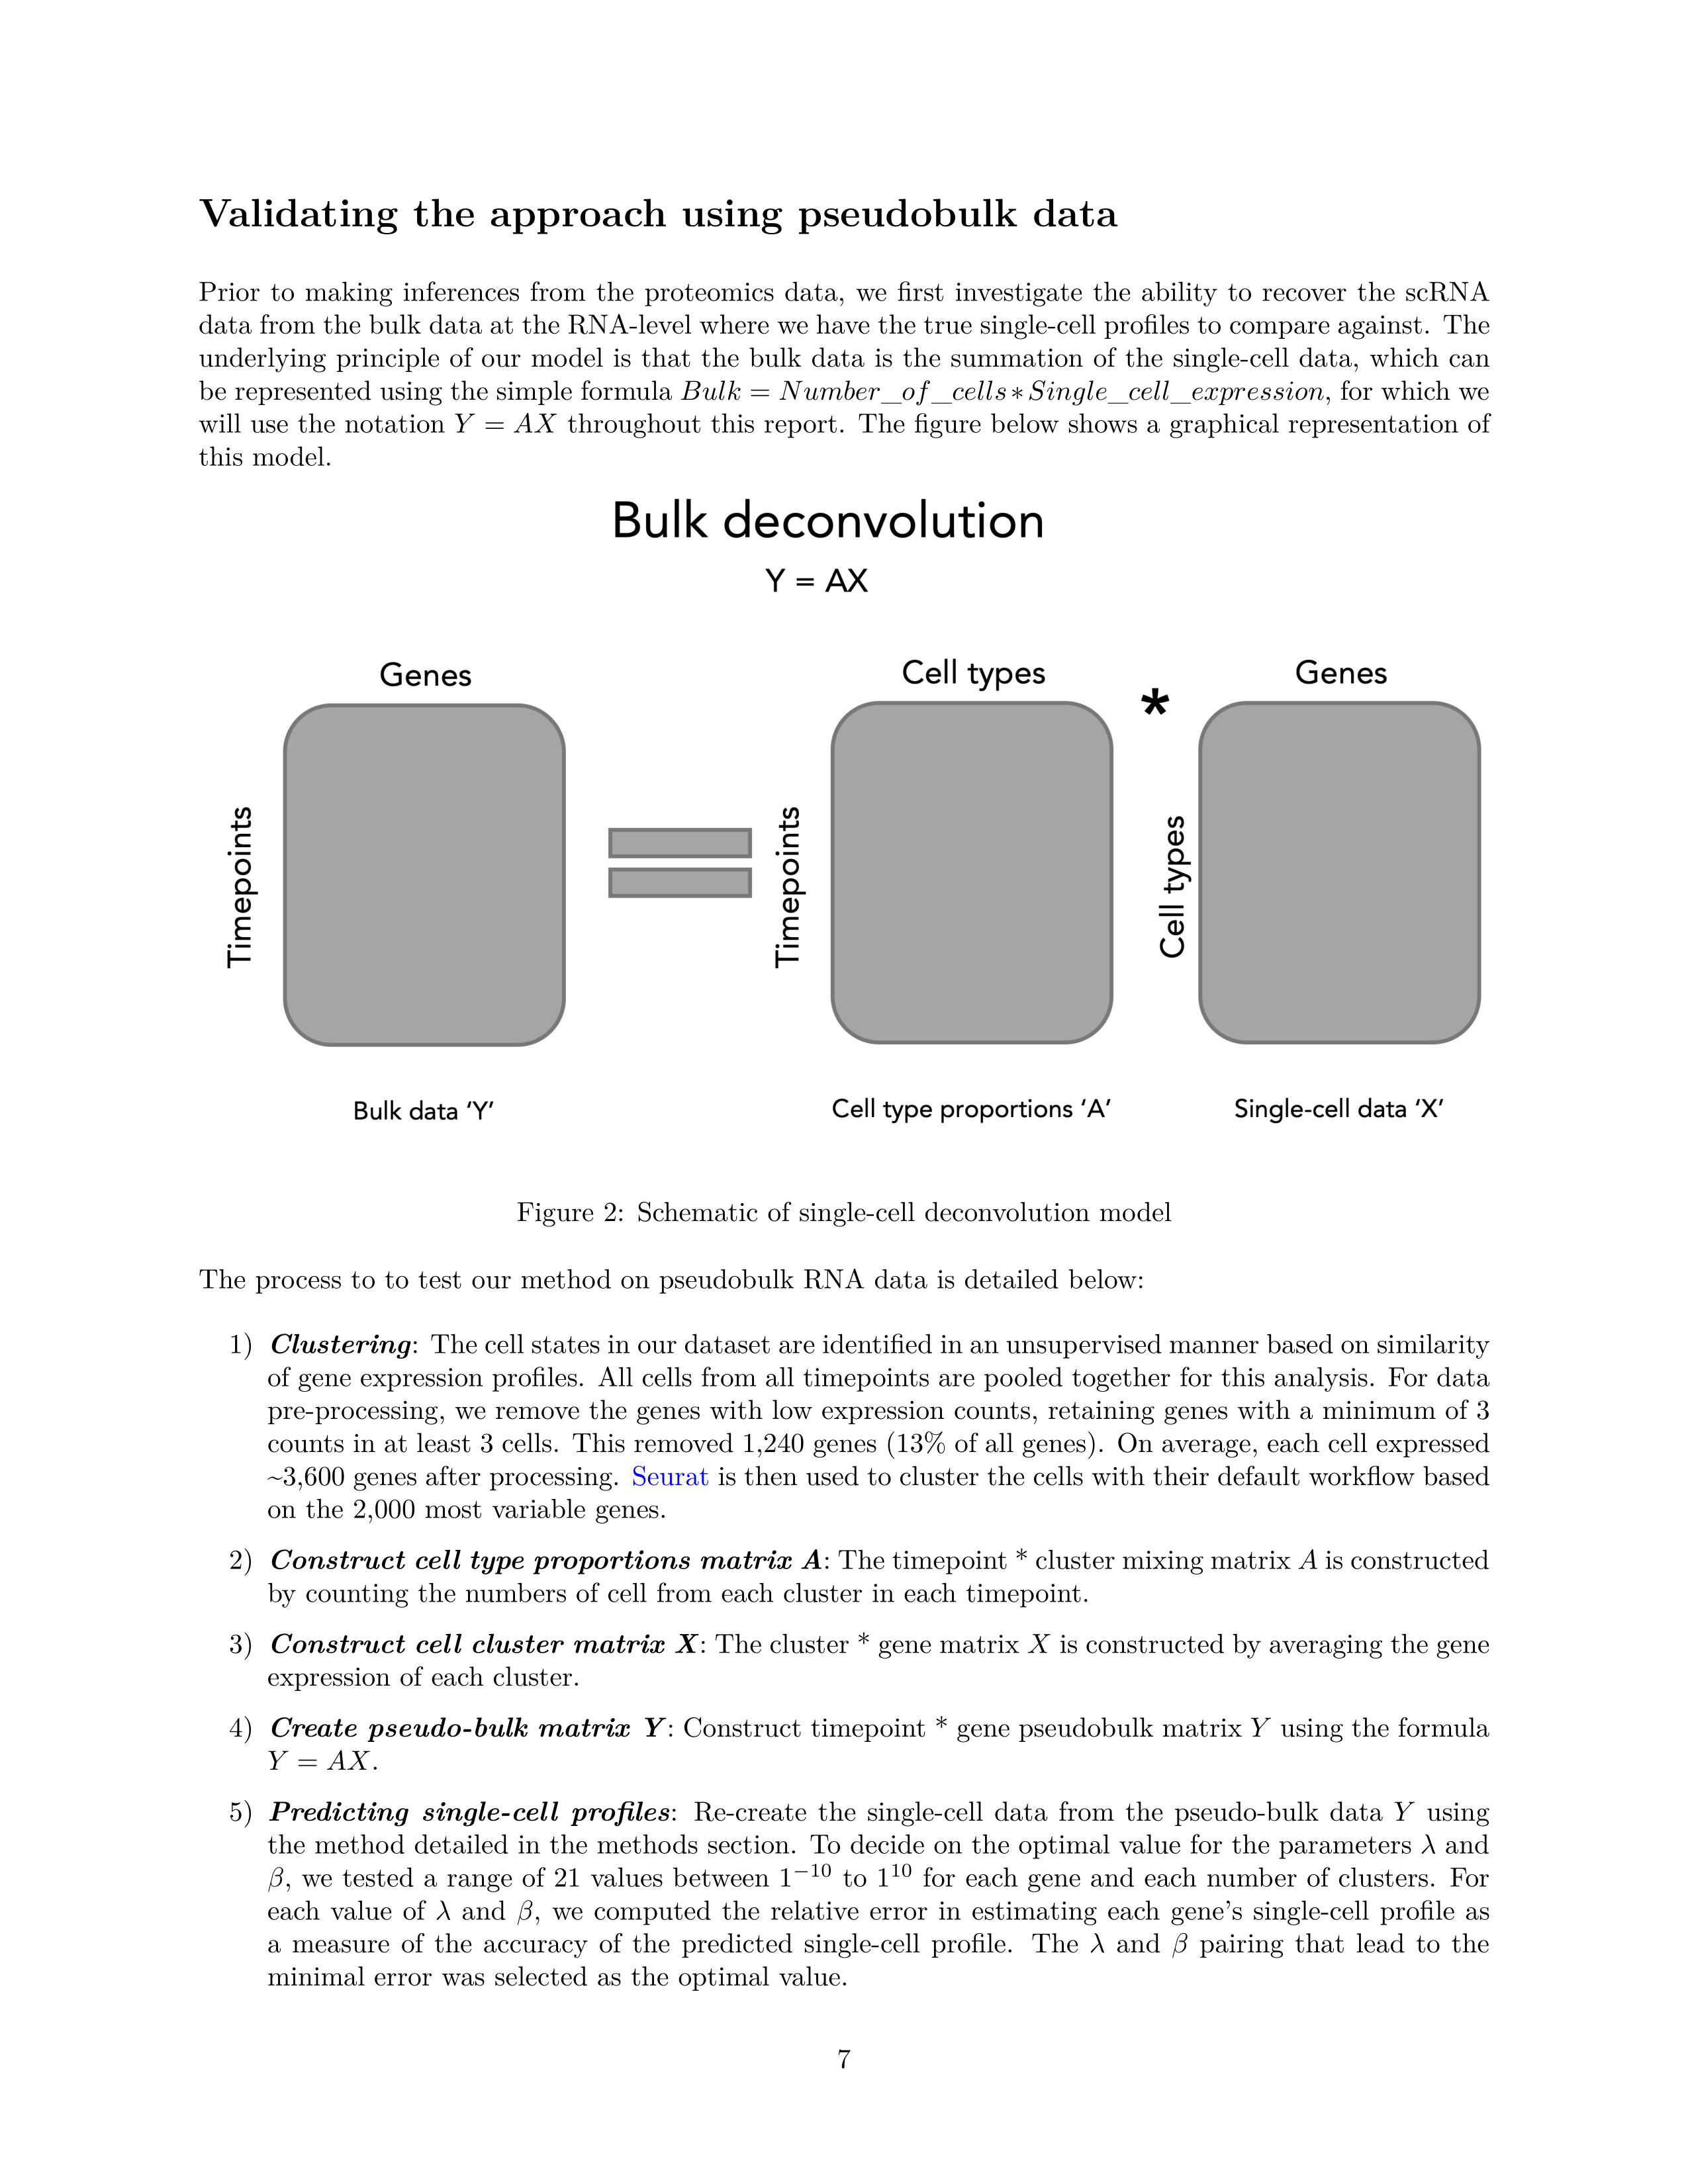 Validating the approach using pseudobulk data
Prior to making inferences from the proteomics data, we first investigate the ability to recover the scRNA
data from the bulk data at the RNA-level where we have the true single-cell profiles to compare against. The
underlying principle of our model is that the bulk data is the summation of the single-cell data, which can
be represented using the simple formula Bulk = Number_of_cells∗Single_cell_expression, for which we
will use the notation Y = AX throughout this report. The figure below shows a graphical representation of
this model.
Bulk deconvolution
Y = AX
Genes
Timepoints
Bulk data ‘Y’
Cell types
Timepoints
Cell type proportions ‘A’
*
Genes
Cell types
Single-cell data ‘X’
Figure 2: Schematic of single-cell deconvolution model
The process to to test our method on pseudobulk RNA data is detailed below:
1) Clustering: The cell states in our dataset are identified in an unsupervised manner based on similarity
of gene expression profiles. All cells from all timepoints are pooled together for this analysis. For data
pre-processing, we remove the genes with low expression counts, retaining genes with a minimum of 3
counts in at least 3 cells. This removed 1,240 genes (13% of all genes). On average, each cell expressed
~3,600 genes after processing. Seurat is then used to cluster the cells with their default workflow based
on the 2,000 most variable genes.
2) Construct cell type proportions matrix A: The timepoint * cluster mixing matrix A is constructed
by counting the numbers of cell from each cluster in each timepoint.
3) Construct cell cluster matrix X: The cluster * gene matrix X is constructed by averaging the gene
expression of each cluster.
4) Create pseudo-bulk matrix Y: Construct timepoint * gene pseudobulk matrix Y using the formula
Y = AX.
5) Predicting single-cell profiles: Re-create the single-cell data from the pseudo-bulk data Y using
the method detailed in the methods section. To decide on the optimal value for the parameters λ and
β, we tested a range of 21 values between 1⁻¹⁰ to 1¹⁰ for each gene and each number of clusters. For
each value of λ and β, we computed the relative error in estimating each gene’s single-cell profile as
a measure of the accuracy of the predicted single-cell profile. The λ and β pairing that lead to the
minimal error was selected as the optimal value.
7